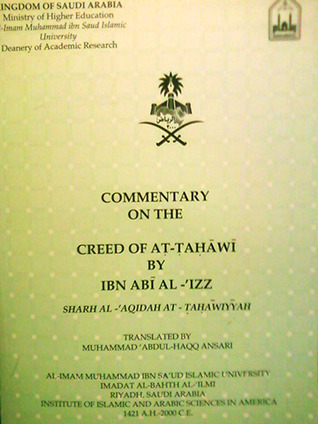 KINGDOM OF SAUDI ARABIA
Ministry of Higher Education
l-Imam Muhammad ibn Saud Islamic
University
Deanery of Academic Research
COMMENTARY
ON THE
CREED OF AT-ṬAḤĀWĪ
BY
IBN ABĪ AL-'IZZ
SHARH AL-'AQIDAH AT-ṬAḤĀWIYYAH
TRANSLATED BY
MUHAMMAD 'ABDUL-HAQQ ANSARI
AL-IMAM MUHAMMAD IBN SA'UD ISLAMIC UNIVERSITY
IMADAT AL-BAHTH AL-'ILMI
RIYADH, SAUDI ARABIA
INSTITUTE OF ISLAMIC AND ARABIC SCIENCES IN AMERICA
1421 A.H.-2000 C.E.